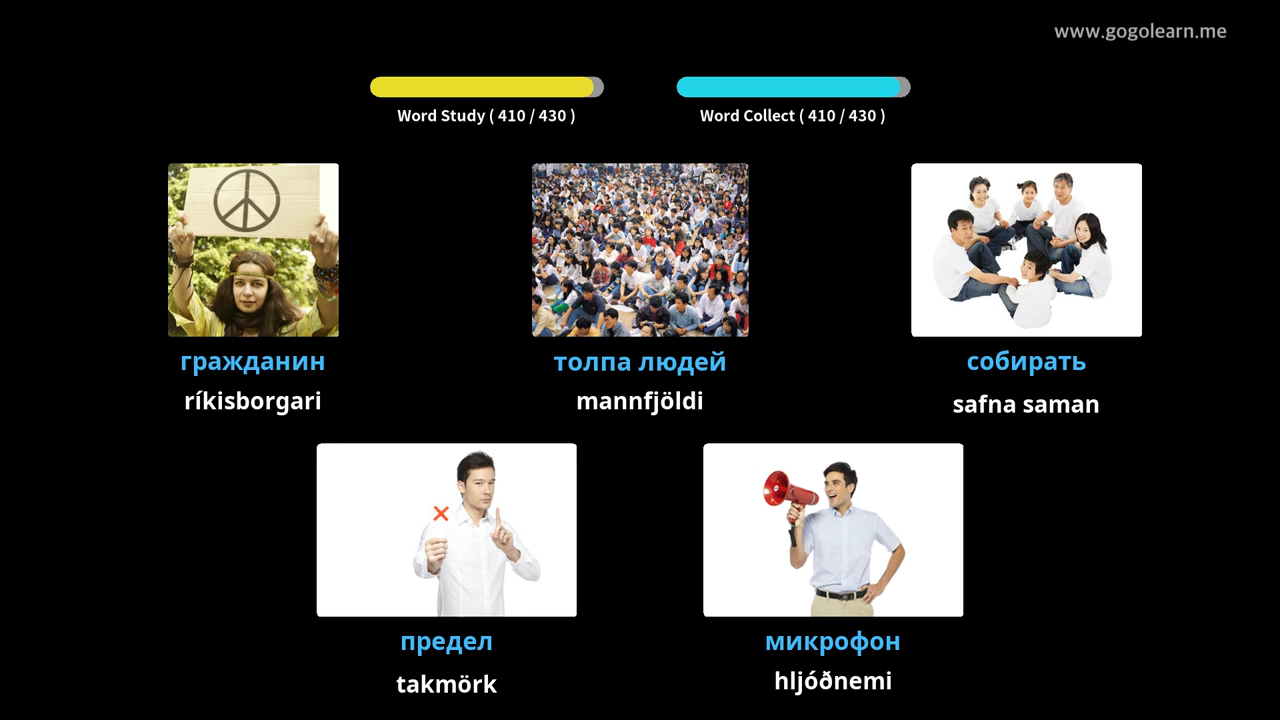 www.gogolearn.me
Word Study ( 410 / 430 )
Word Collect ( 410 / 430 )
гражданин
ríkisborgari
толпа людей
mannfjöldi
собирать
safna saman
предел
takmörk
микрофон
hljóðnemi